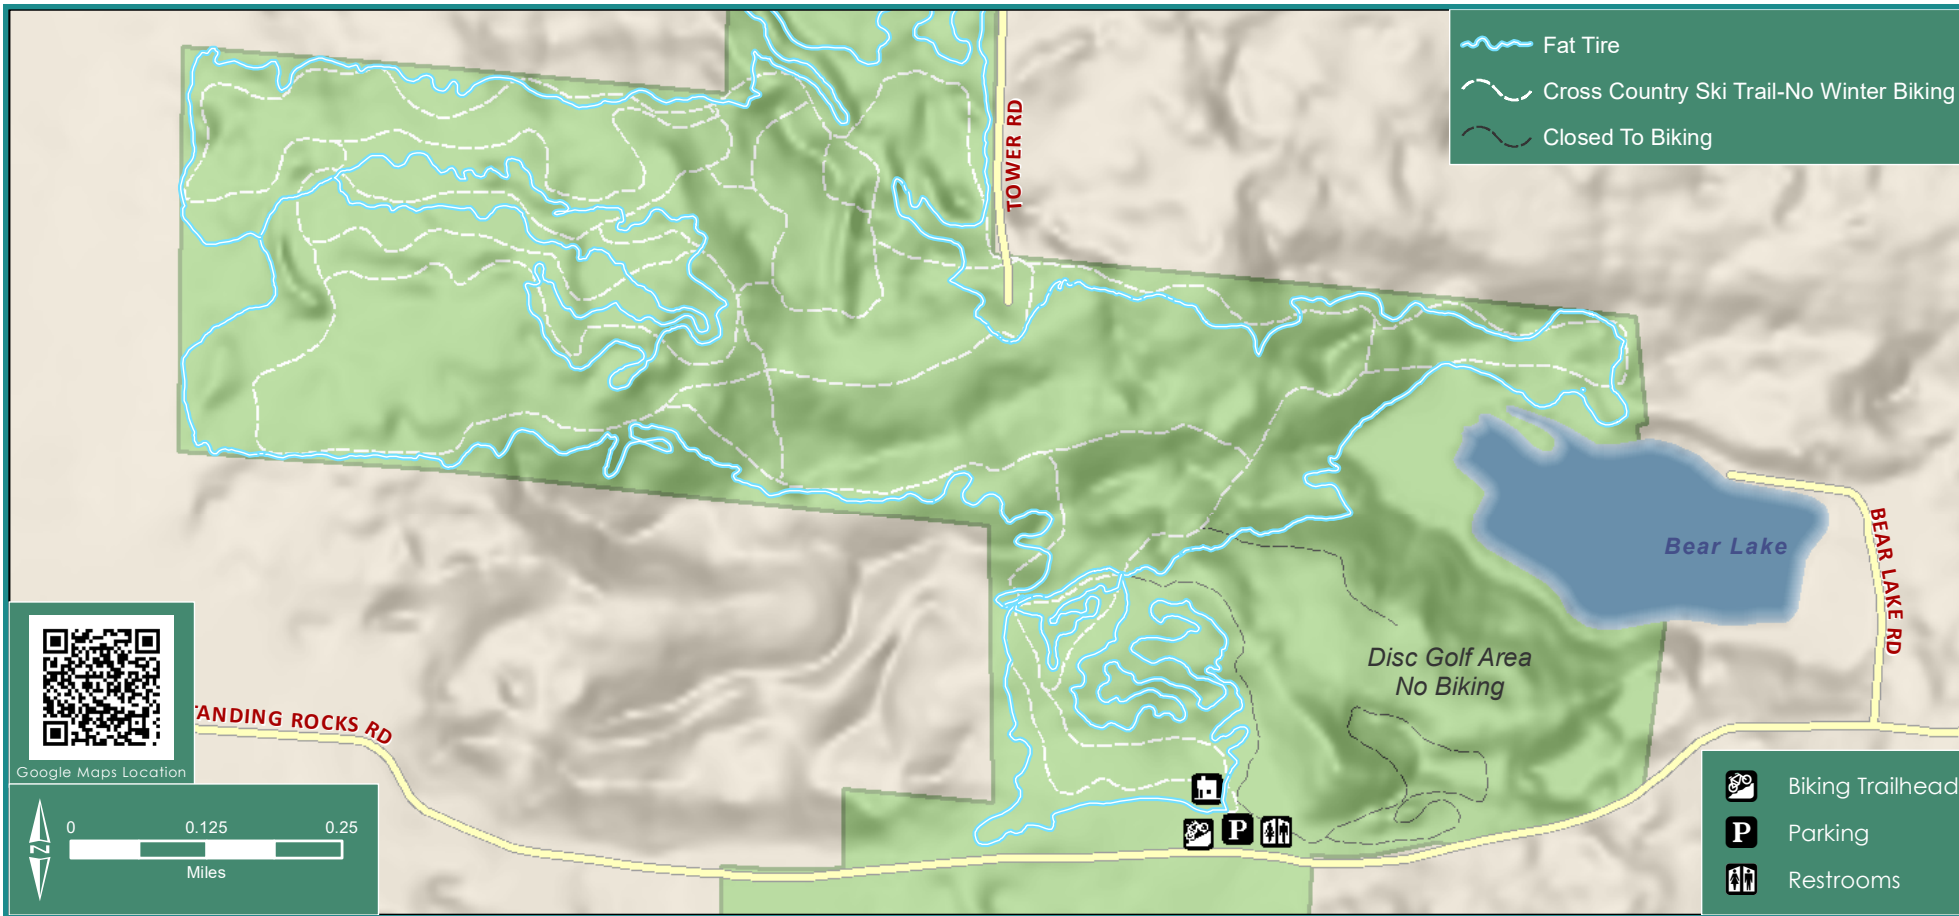 Fat Tire
Cross Country Ski Trail-No Winter Biking
Closed To Biking
TOWER RD
Bear Lake
BEAR LAKE RD
Disc Golf Area
No Biking
TANDING ROCKS RD
Google Maps Location
0 0.125 0.25
Miles
N
P
Biking Trailhead
P Parking
Restrooms